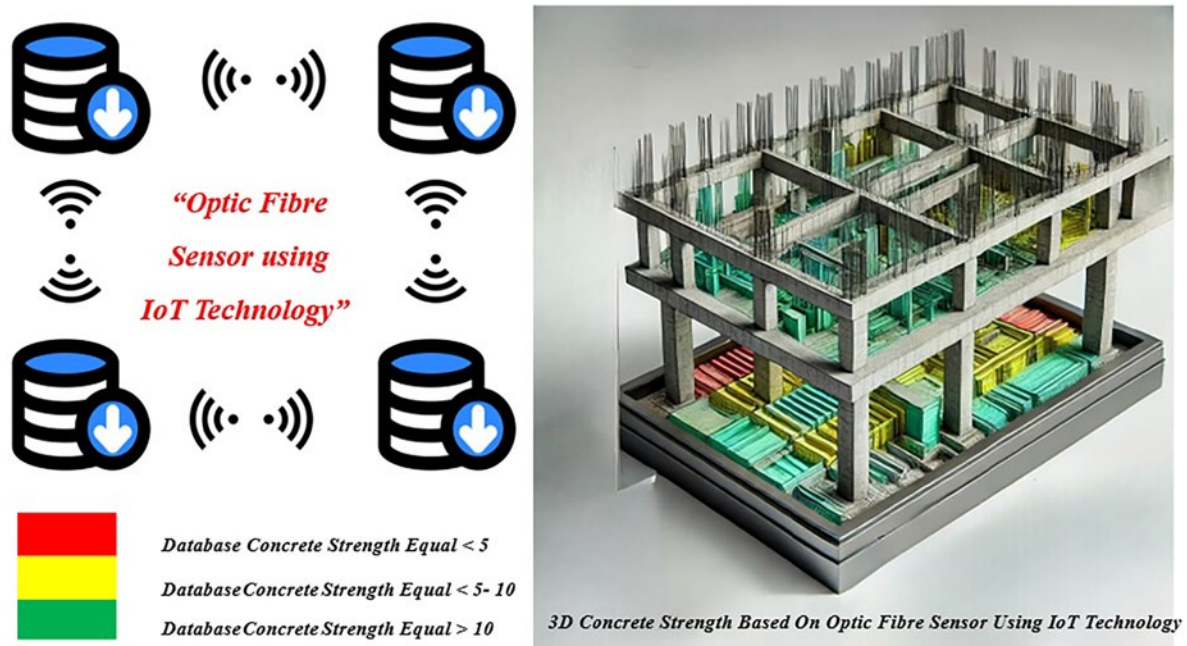 “Optic Fibre
Sensor using
IoT Technology”
Database Concrete Strength Equal < 5
Database Concrete Strength Equal < 5- 10
Database Concrete Strength Equal > 10
3D Concrete Strength Based On Optic Fibre Sensor Using IoT Technology